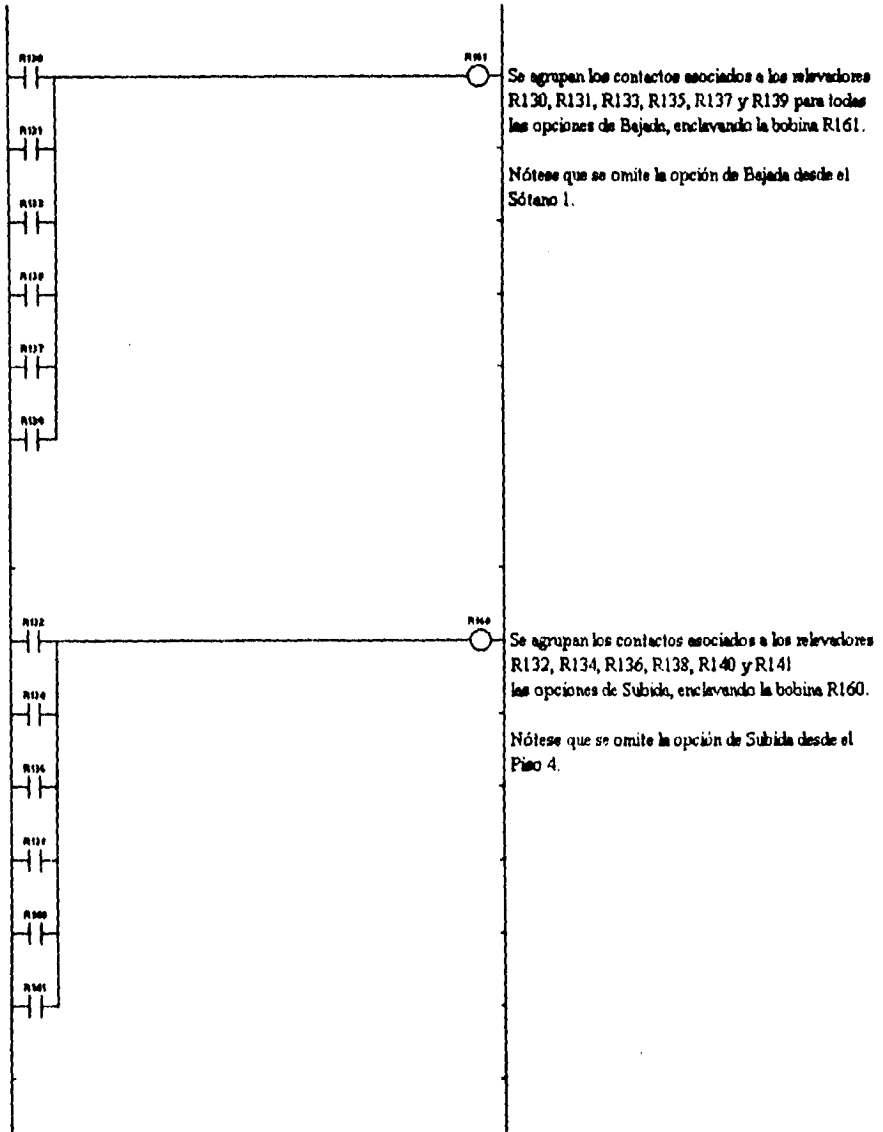 R130
R161
Se agrupan los contactos asociados a los relevadores
R130, R131, R133, R135, R137 y R139 para todas
las opciones de Bajada, enclavando la bobina R161.
R131
Nótese que se omite la opción de Bajada desde el
Sótano 1.
R133
R135
R137
R139
R132
R160
Se agrupan los contactos asociados a los relevadores
R132, R134, R136, R138, R140 y R141
las opciones de Subida, enclavando la bobina R160.
R134
Nótese que se omite la opción de Subida desde el
Piso 4.
R136
R138
R140
R141